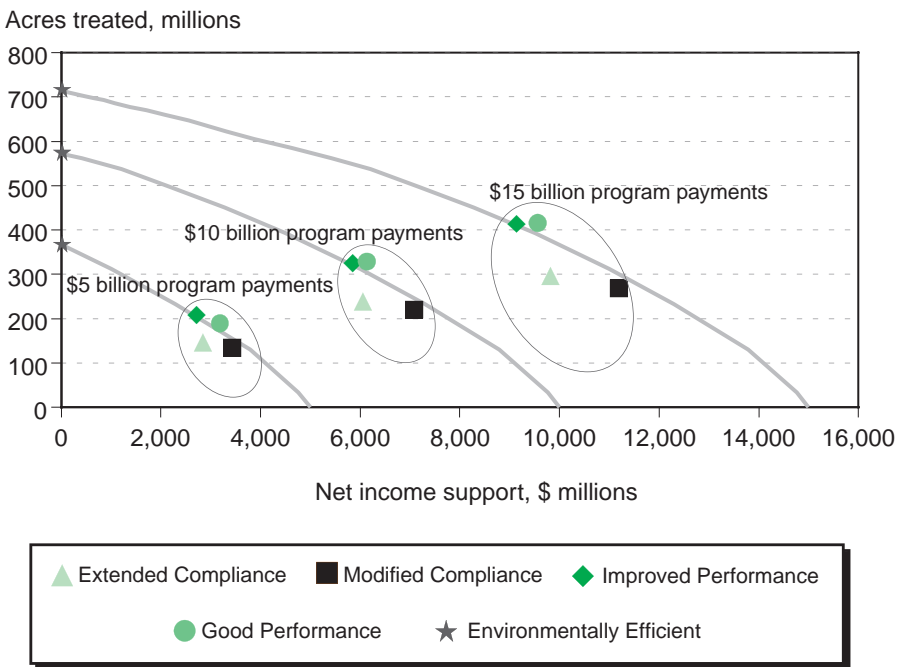 Acres treated, millions
800
700
600
500
400
300
200
100
0
$15 billion program payments
$10 billion program payments
$5 billion program payments
0 2,000 4,000 6,000 8,000 10,000 12,000 14,000 16,000
Net income support, $ millions
Extended Compliance Modified Compliance Improved Performance
Good Performance Environmentally Efficient